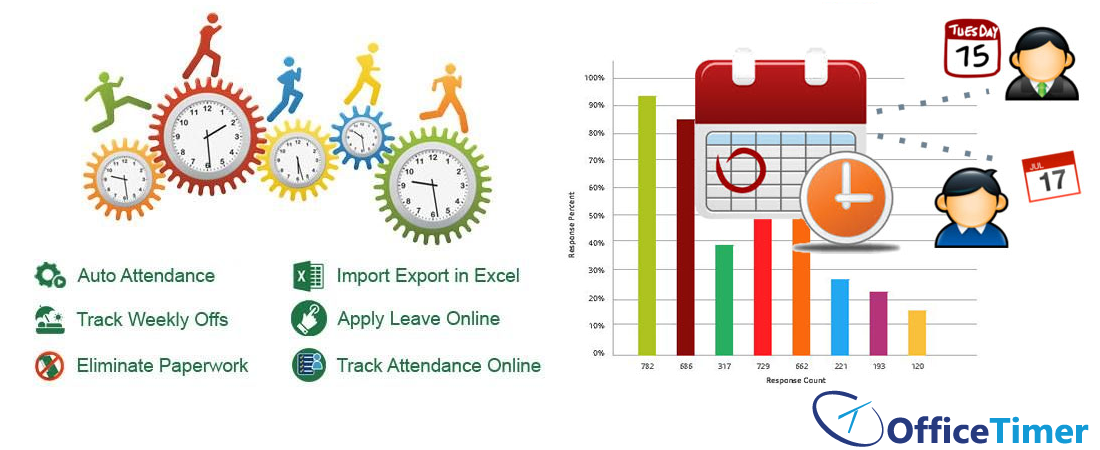 Auto Attendance
Import Export in Excel
Track Weekly Offs
Apply Leave Online
Eliminate Paperwork
Track Attendance Online
Response Percent
100%
90%
80%
70%
60%
50%
40%
30%
20%
10%
0%
782 686 317 729 662 221 193 120
Response Count
TUESDAY
15
JUL
17
OfficeTimer